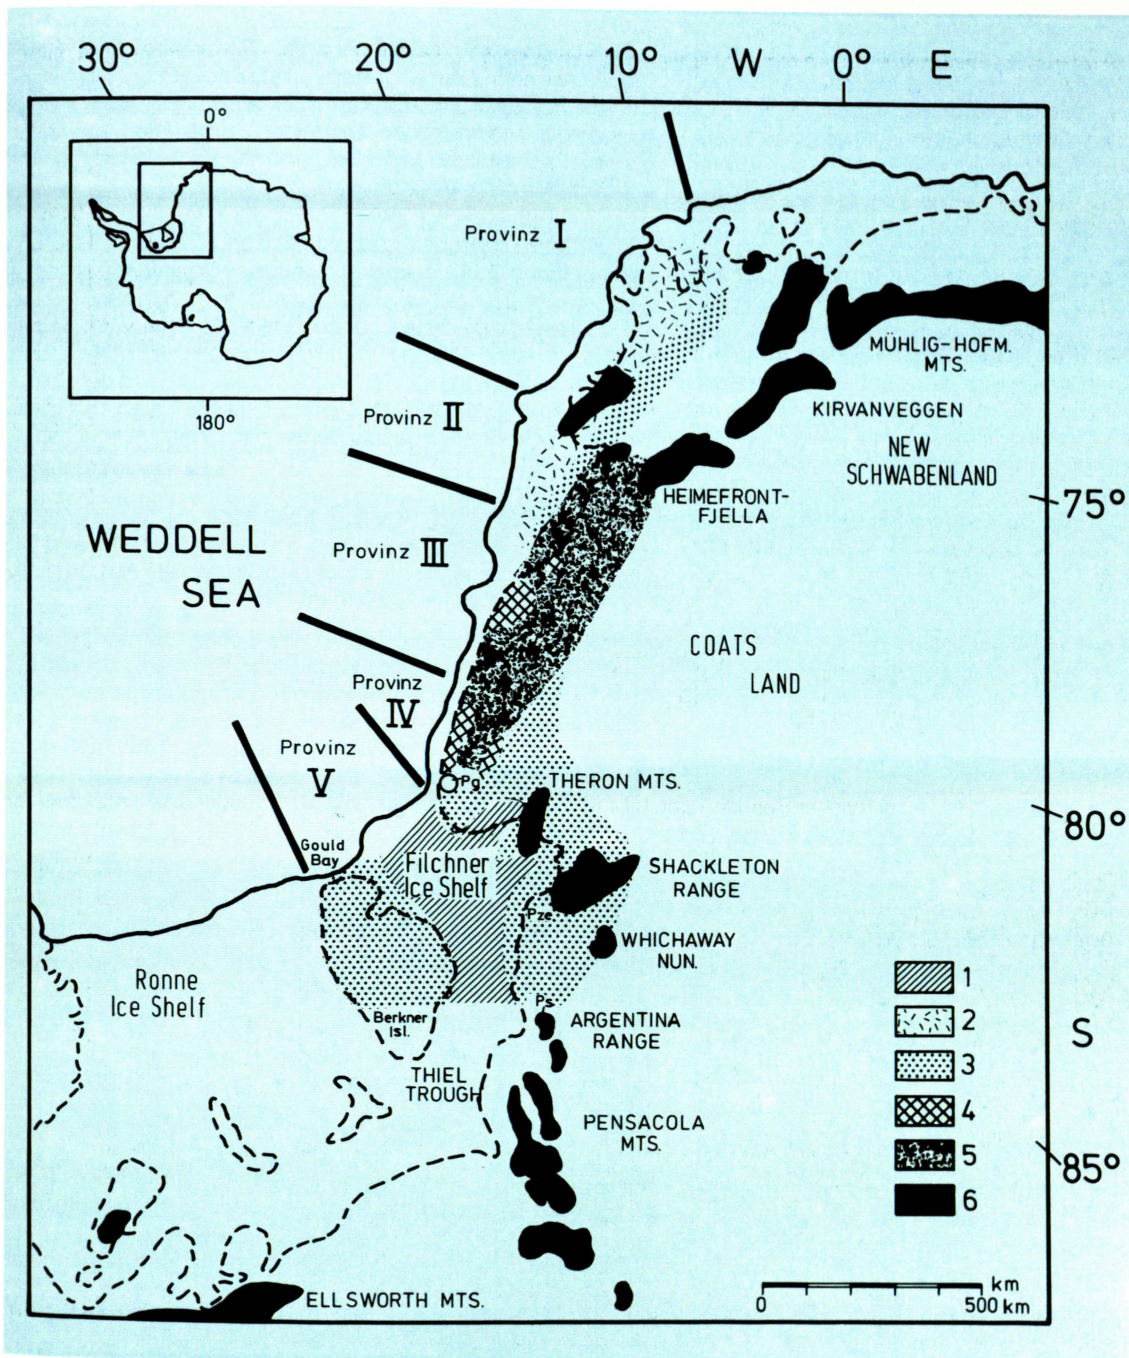 30° 20° 10° W 0° E
0°
180°
Provinz I
Provinz II
Provinz III
Provinz
IV
Provinz
V
WEDDELL
SEA
MÜHLIG-HOFM.
MTS.
KIRVANVEGGEN
NEW
SCHWABENLAND
HEIMEFRONT-
FJELLA
75°
COATS
LAND
Pg
THERON MTS.
80°
Gould
Bay
Filchner
Ice Shelf
SHACKLETON
RANGE
Pze
WHICHAWAY
NUN.
Ronne
Ice Shelf
Berkner
Isl.
Ps
ARGENTINA
RANGE
THIEL
TROUGH
PENSACOLA
MTS.
1
2
S
3
4
5
85°
6
ELLSWORTH MTS.
km
0 500 km